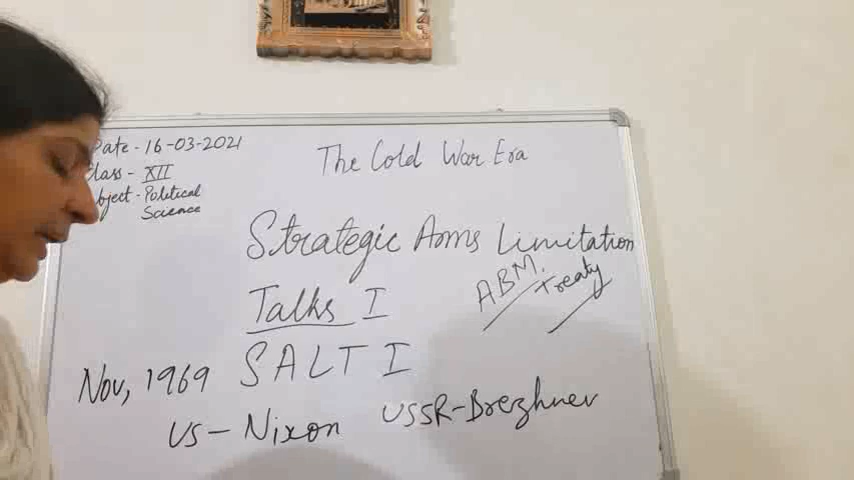 Date - 16-03-2021
Class - XII
bject - Political
Science
The Cold War Era
Strategic Arms Limitation
Talks I
ABM.
treaty
SALT I
Nov, 1969
US - Nixon
USSR - Brezhnev